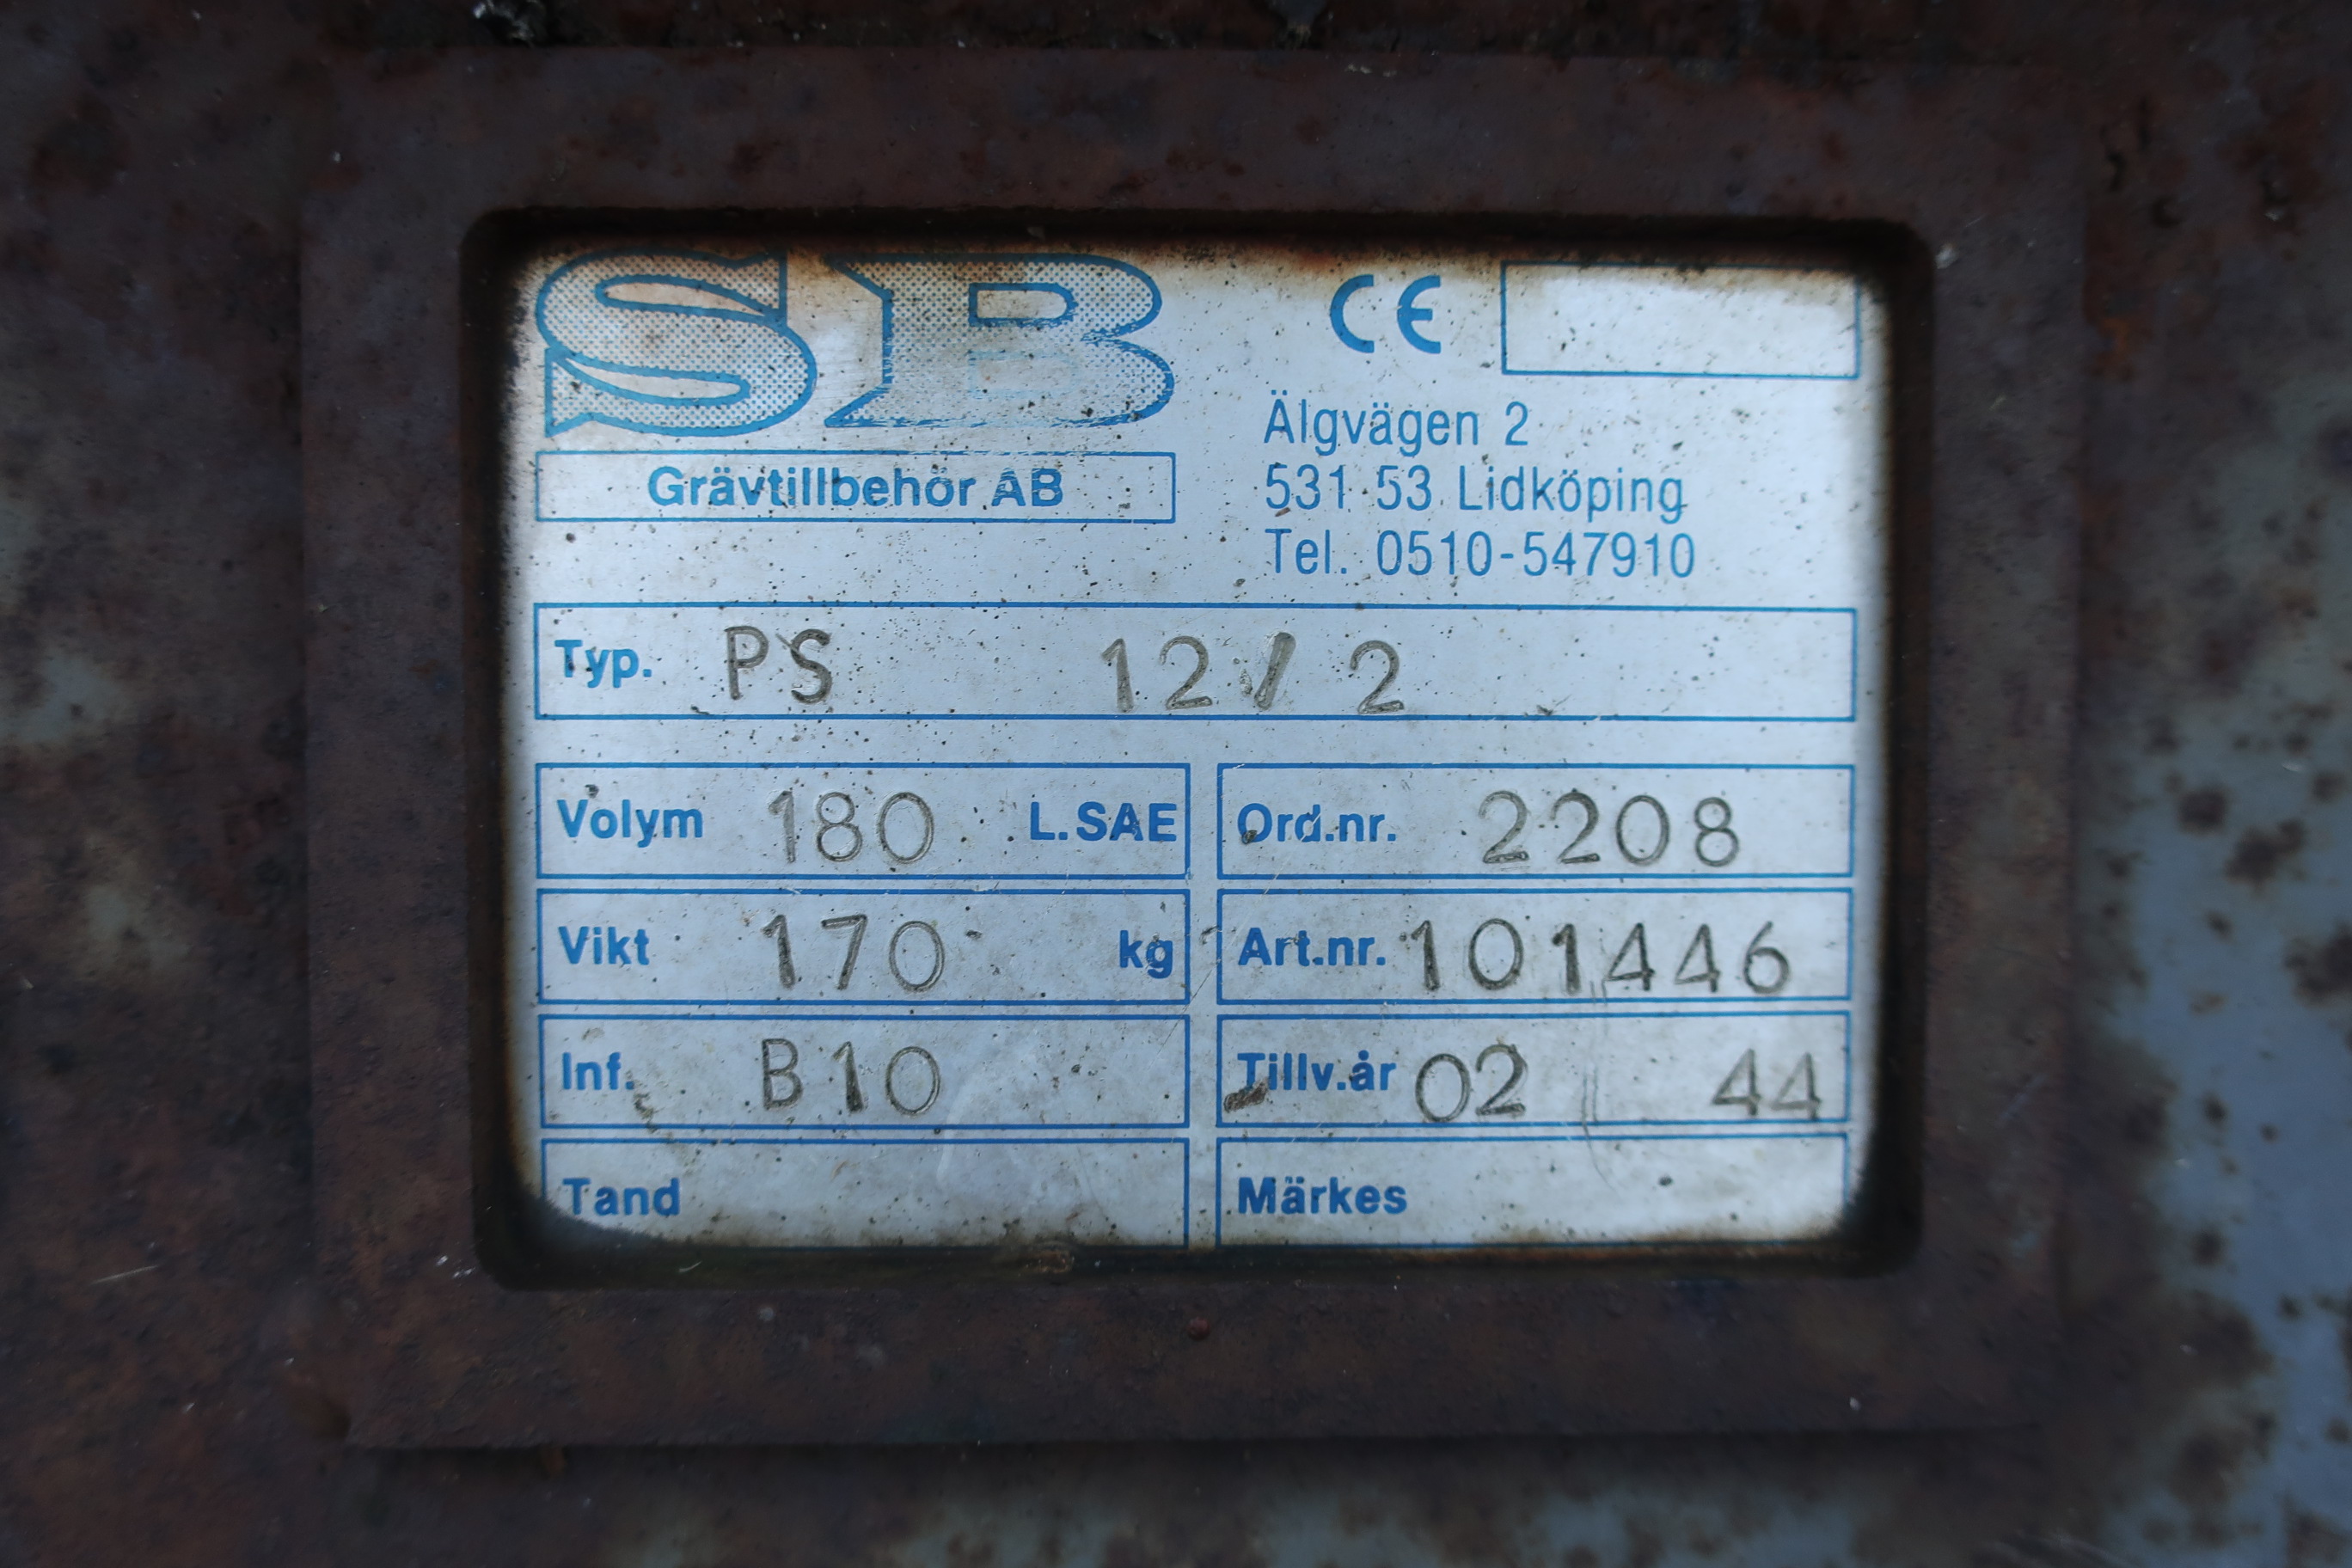 SB
CE
Grävtillbehör AB
Älgvägen 2
531 53 Lidköping
Tel. 0510-547910
Typ. PS 12/2
Volym 180 L.SAE
Ord.nr. 2208
Vikt 170 kg
Art.nr. 101446
Inf. B10
Tillv.år 02 44
Tand
Märkes